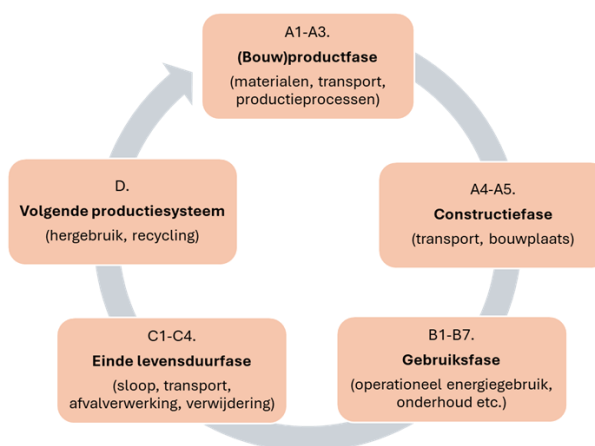 A1-A3.
(Bouw)productfase
(materialen, transport,
productieprocessen)
A4-A5.
Constructiefase
(transport, bouwplaats)
B1-B7.
Gebruiksfase
(operationeel energiegebruik,
onderhoud etc.)
C1-C4.
Einde levensduurfase
(sloop, transport,
afvalverwerking, verwijdering)
D.
Volgende productiesysteem
(hergebruik, recycling)